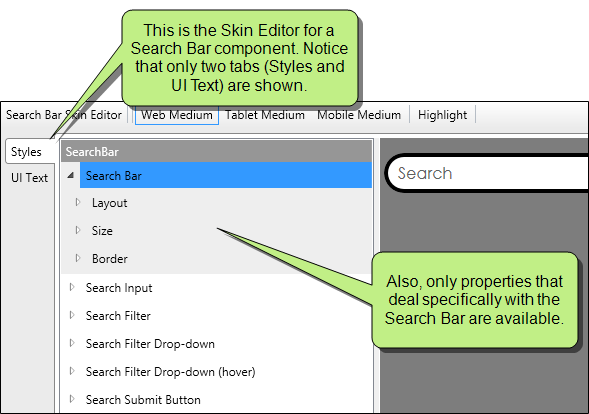 This is the Skin Editor for a
Search Bar component. Notice
that only two tabs (Styles and
UI Text) are shown.
Search Bar Skin Editor
Web Medium
Tablet Medium
Mobile Medium
Highlight
Styles
UI Text
SearchBar
Search Bar
Layout
Size
Border
Search Input
Search Filter
Search Filter Drop-down
Search Filter Drop-down (hover)
Search Submit Button
Search
Also, only properties that
deal specifically with the
Search Bar are available.